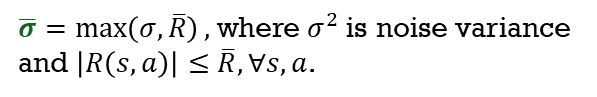 σ̅ = max(σ, R̅) , where σ² is noise variance
and |R(s, a)| ≤ R̅, ∀s, a.